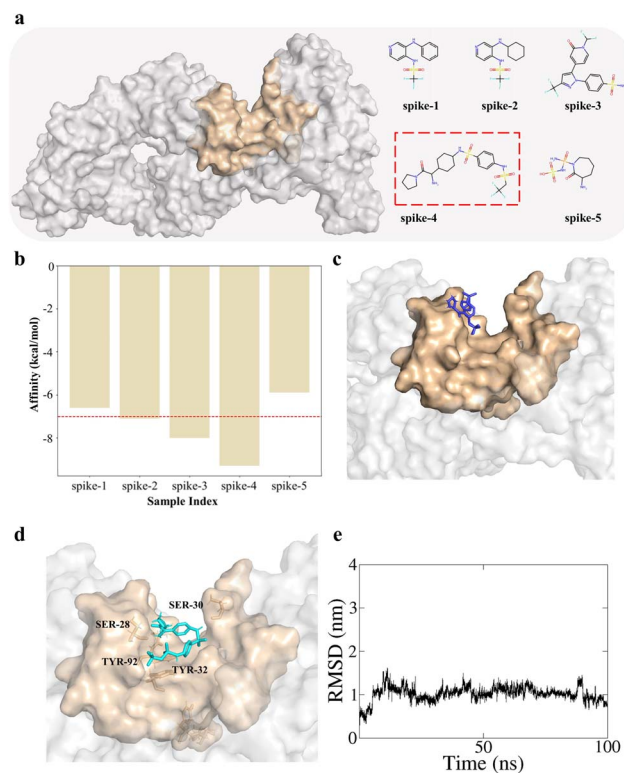 a
spike-1
spike-2
spike-3
spike-4
spike-5
b
0
-2
-4
-6
-8
Affinity (kcal/mol)
spike-1
spike-2
spike-3
spike-4
spike-5
Sample Index
c
d
SER-30
SER-28
TYR-92
TYR-32
e
4
3
2
1
0
RMSD (nm)
0
50
100
Time (ns)